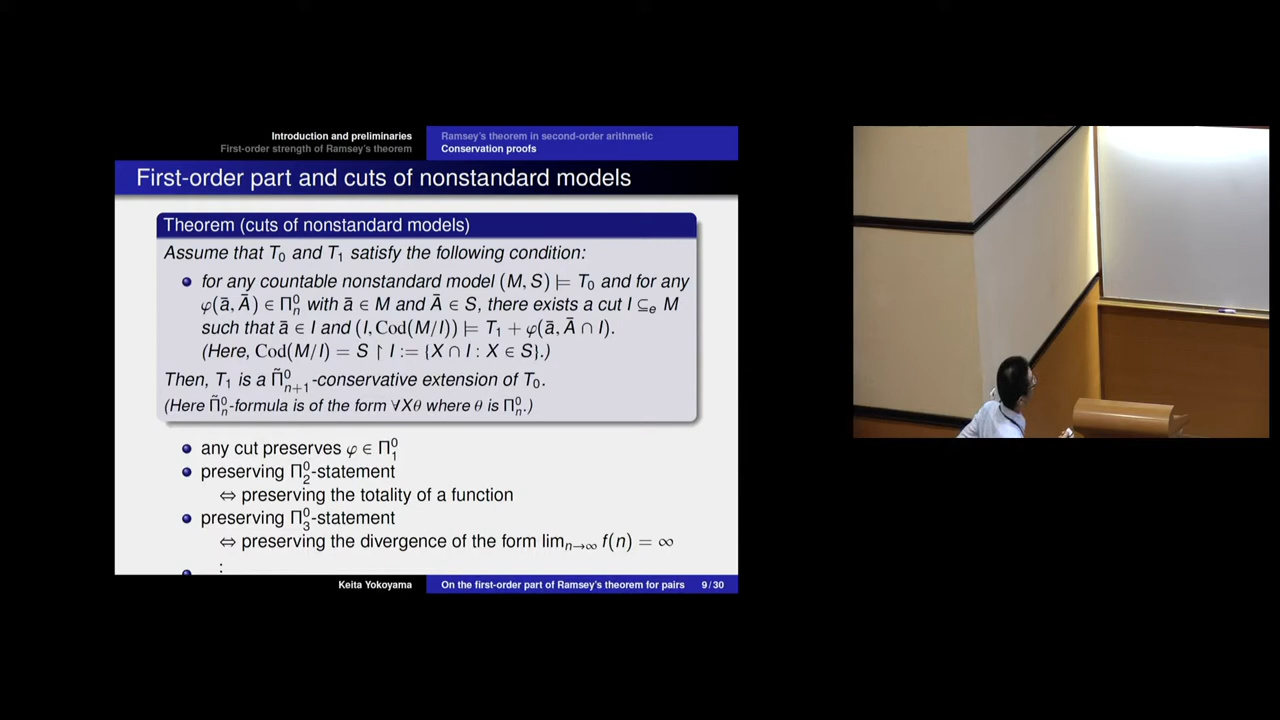 Introduction and preliminaries
First-order strength of Ramsey's theorem
Ramsey's theorem in second-order arithmetic
Conservation proofs
First-order part and cuts of nonstandard models
Theorem (cuts of nonstandard models)
Assume that T₀ and T₁ satisfy the following condition:
for any countable nonstandard model (M, S) ⊨ T₀ and for any
φ(ā, Ā) ∈ Π⁰ₙ with ā ∈ M and Ā ∈ S, there exists a cut I ⊆ₑ M
such that ā ∈ I and (I, Cod(M/I)) ⊨ T₁ + φ(ā, Ā ∩ I).
(Here, Cod(M/I) = S ↾ I := {X ∩ I : X ∈ S}.)
Then, T₁ is a Π̃⁰ₙ₊₁-conservative extension of T₀.
(Here Π̃⁰ₙ-formula is of the form ∀Xθ where θ is Π⁰ₙ.)
any cut preserves φ ∈ Π⁰₁
preserving Π⁰₂-statement
⇔ preserving the totality of a function
preserving Π⁰₃-statement
⇔ preserving the divergence of the form limₙ→∞ f(n) = ∞
⋮
Keita Yokoyama
On the first-order part of Ramsey's theorem for pairs
9/30